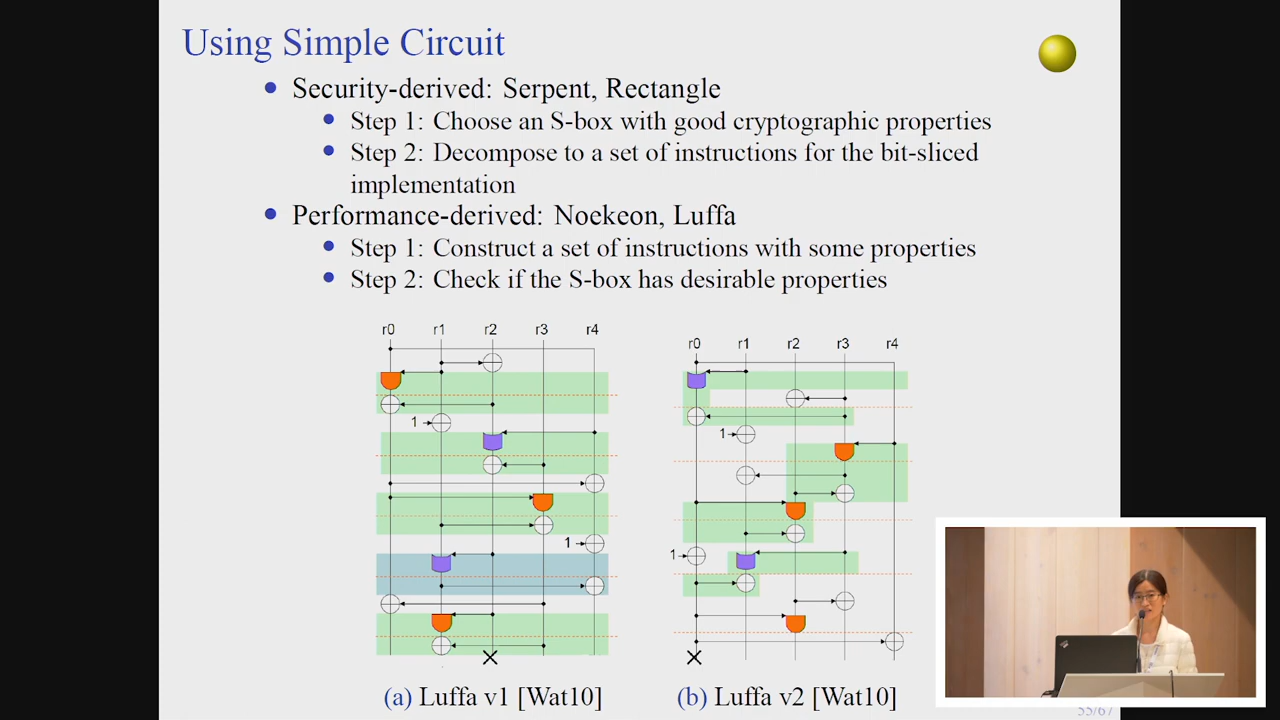 Using Simple Circuit
Security-derived: Serpent, Rectangle
Step 1: Choose an S-box with good cryptographic properties
Step 2: Decompose to a set of instructions for the bit-sliced
implementation
Performance-derived: Noekeon, Luffa
Step 1: Construct a set of instructions with some properties
Step 2: Check if the S-box has desirable properties
r0 r1 r2 r3 r4
1
1
(a) Luffa v1 [Wat10]
r0 r1 r2 r3 r4
1
1
(b) Luffa v2 [Wat10]
55/67